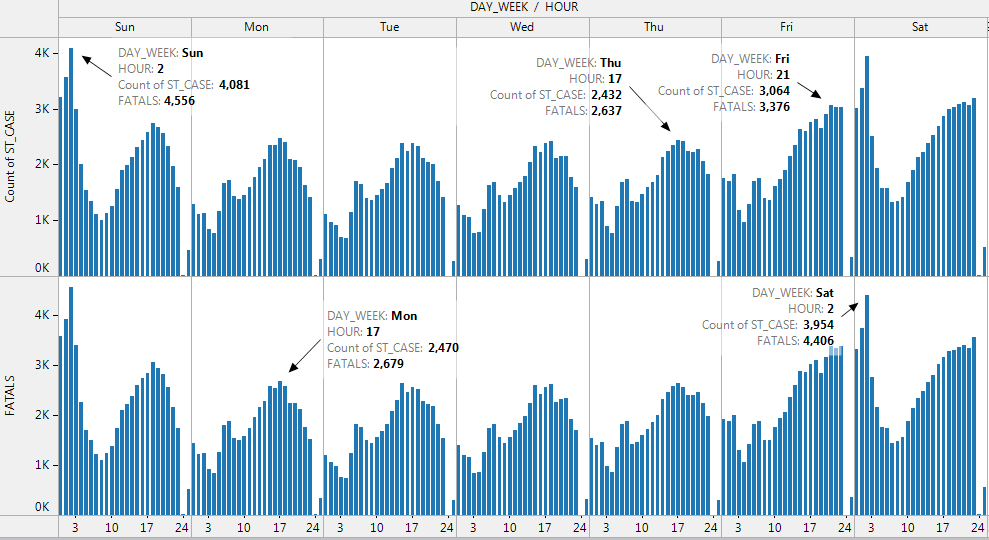 DAY_WEEK / HOUR
Sun Mon Tue Wed Thu Fri Sat
Count of ST_CASE
4K
3K
2K
1K
0K
DAY_WEEK: Sun
HOUR: 2
Count of ST_CASE: 4,081
FATALS: 4,556
DAY_WEEK: Thu
HOUR: 17
Count of ST_CASE: 2,432
FATALS: 2,637
DAY_WEEK: Fri
HOUR: 21
Count of ST_CASE: 3,064
FATALS: 3,376
FATALS
4K
3K
2K
1K
0K
DAY_WEEK: Mon
HOUR: 17
Count of ST_CASE: 2,470
FATALS: 2,679
DAY_WEEK: Sat
HOUR: 2
Count of ST_CASE: 3,954
FATALS: 4,406
3 10 17 24 3 10 17 24 3 10 17 24 3 10 17 24 3 10 17 24 3 10 17 24 3 10 17 24